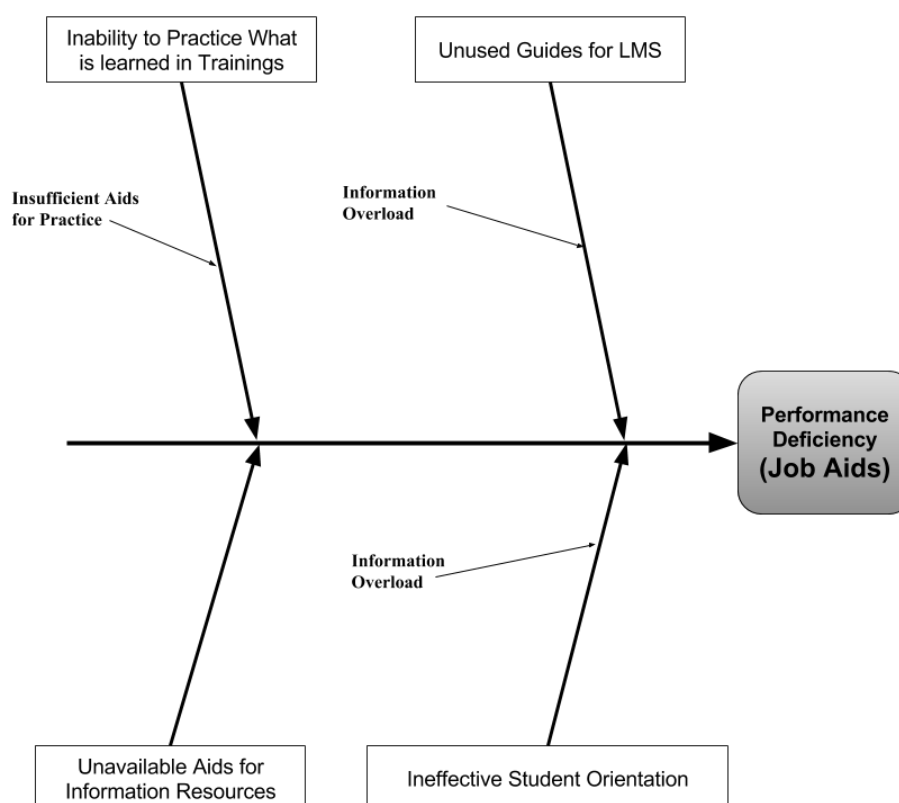 Inability to Practice What
is learned in Trainings
Unused Guides for LMS
Insufficient Aids
for Practice
Information
Overload
Performance
Deficiency
(Job Aids)
Information
Overload
Unavailable Aids for
Information Resources
Ineffective Student Orientation